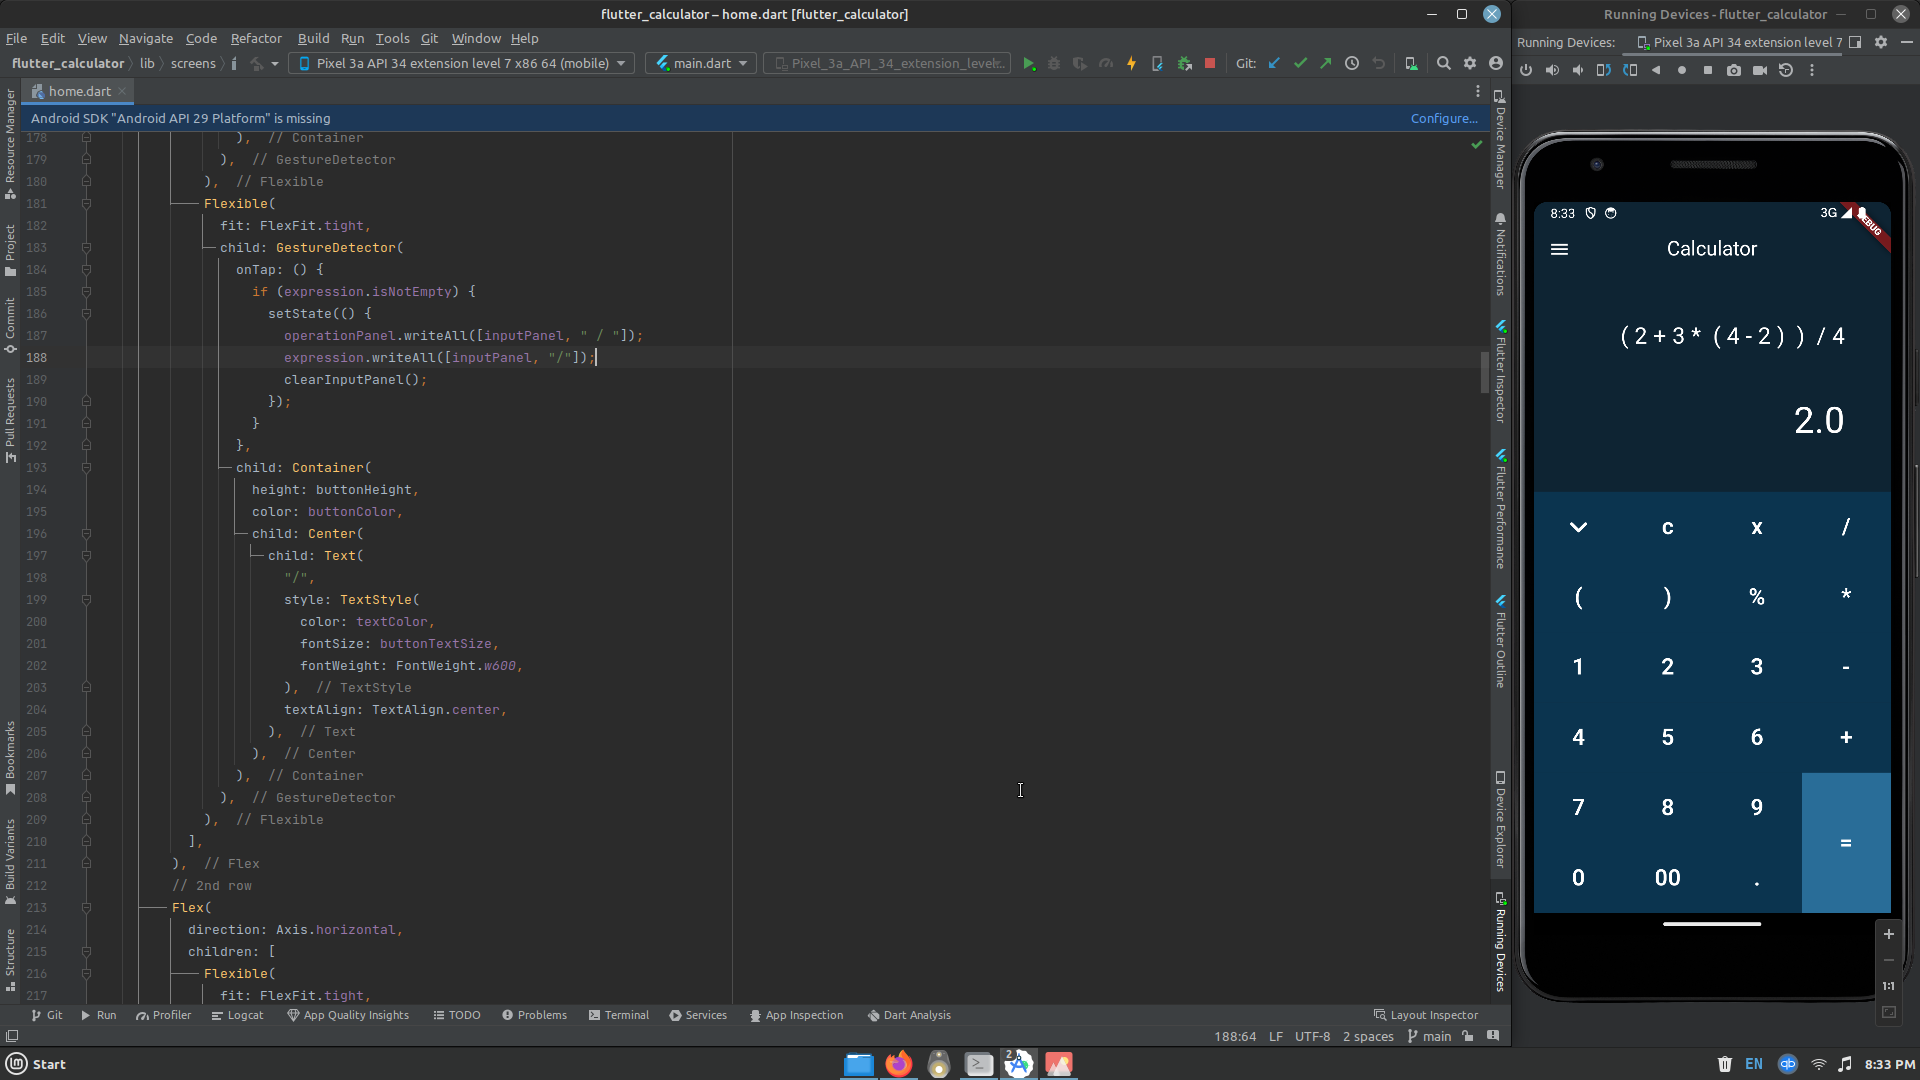 flutter_calculator – home.dart [flutter_calculator]
File Edit View Navigate Code Refactor Build Run Tools Git Window Help
flutter_calculator lib screens
Pixel 3a API 34 extension level 7 x86 64 (mobile)
main.dart
Pixel_3a_API_34_extension_level...
Git:
home.dart
Android SDK "Android API 29 Platform" is missing
Configure...
178 ), // Container
179 ), // GestureDetector
180 ), // Flexible
181 Flexible(
182 fit: FlexFit.tight,
183 child: GestureDetector(
184 onTap: () {
185 if (expression.isNotEmpty) {
186 setState(() {
187 operationPanel.writeAll([inputPanel, " / "]);
188 expression.writeAll([inputPanel, "/"]);
189 clearInputPanel();
190 });
191 }
192 },
193 child: Container(
194 height: buttonHeight,
195 color: buttonColor,
196 child: Center(
197 child: Text(
198 "/",
199 style: TextStyle(
200 color: textColor,
201 fontSize: buttonTextSize,
202 fontWeight: FontWeight.w600,
203 ), // TextStyle
204 textAlign: TextAlign.center,
205 ), // Text
206 ), // Center
207 ), // Container
208 ), // GestureDetector
209 ), // Flexible
210 ],
211 ), // Flex
212 // 2nd row
213 Flex(
214 direction: Axis.horizontal,
215 children: [
216 Flexible(
217 fit: FlexFit.tight,
Resource Manager
Project
Commit
Pull Requests
Bookmarks
Build Variants
Structure
Device Manager
Notifications
Flutter Inspector
Flutter Performance
Flutter Outline
Device Explorer
Running Devices
Git Run Profiler Logcat App Quality Insights TODO Problems Terminal Services App Inspection Dart Analysis
Layout Inspector
188:64 LF UTF-8 2 spaces main
Running Devices - flutter_calculator
Running Devices: Pixel 3a API 34 extension level 7
8:33
3G
DEBUG
Calculator
( 2 + 3 * ( 4 - 2 ) ) / 4
2.0
c x /
( ) % *
1 2 3 -
4 5 6 +
7 8 9
=
0 00 .
1:1
Start
2
EN
qb
8:33 PM